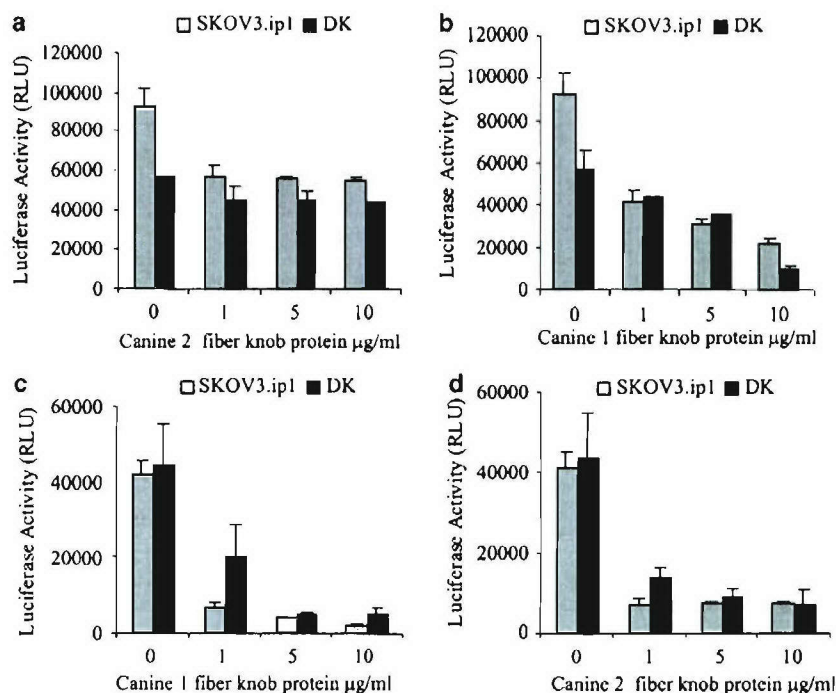 a
SKOV3.ip1 DK
Luciferase Activity (RLU)
120000
100000
80000
60000
40000
20000
0
0 1 5 10
Canine 2 fiber knob protein µg/ml
b
SKOV3.ip1 DK
Luciferase Activity (RLU)
120000
100000
80000
60000
40000
20000
0
0 1 5 10
Canine 1 fiber knob protein µg/ml
c
SKOV3.ip1 DK
Luciferase Activity (RLU)
60000
40000
20000
0
0 1 5 10
Canine 1 fiber knob protein µg/ml
d
SKOV3.ip1 DK
Luciferase Activity (RLU)
60000
40000
20000
0
0 1 5 10
Canine 2 fiber knob protein µg/ml